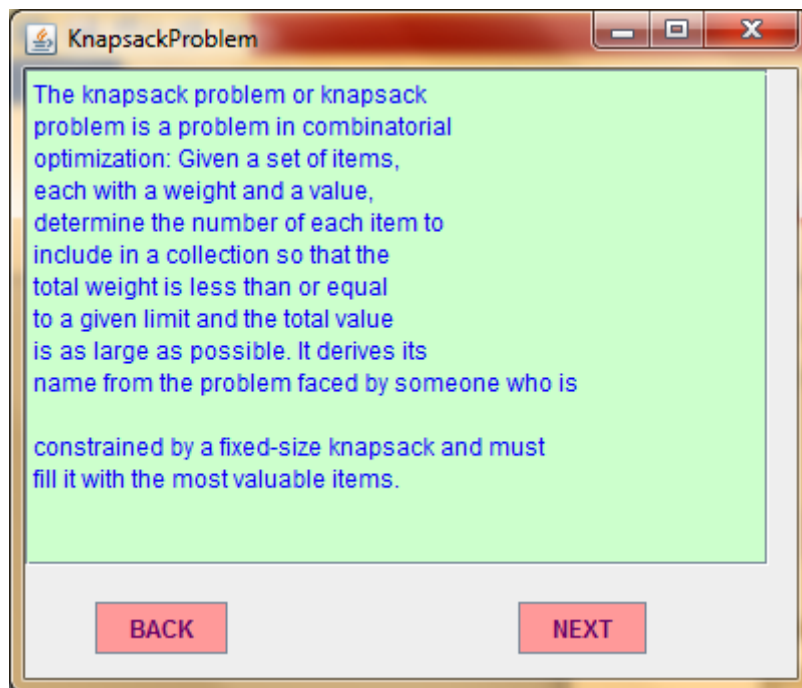 KnapsackProblem
The knapsack problem or knapsack
problem is a problem in combinatorial
optimization: Given a set of items,
each with a weight and a value,
determine the number of each item to
include in a collection so that the
total weight is less than or equal
to a given limit and the total value
is as large as possible. It derives its
name from the problem faced by someone who is
constrained by a fixed-size knapsack and must
fill it with the most valuable items.
BACK
NEXT